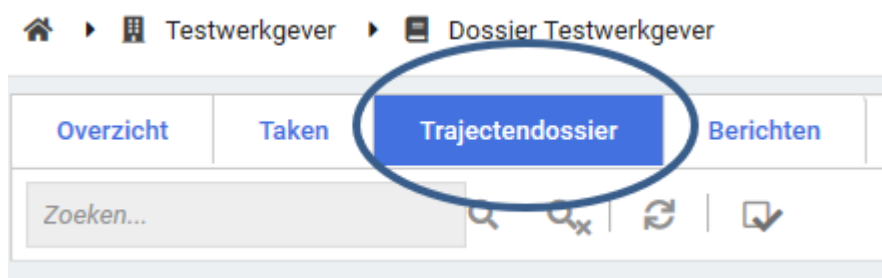 Testwerkgever Dossier Testwerkgever
Overzicht Taken Trajectendossier Berichten
Zoeken...